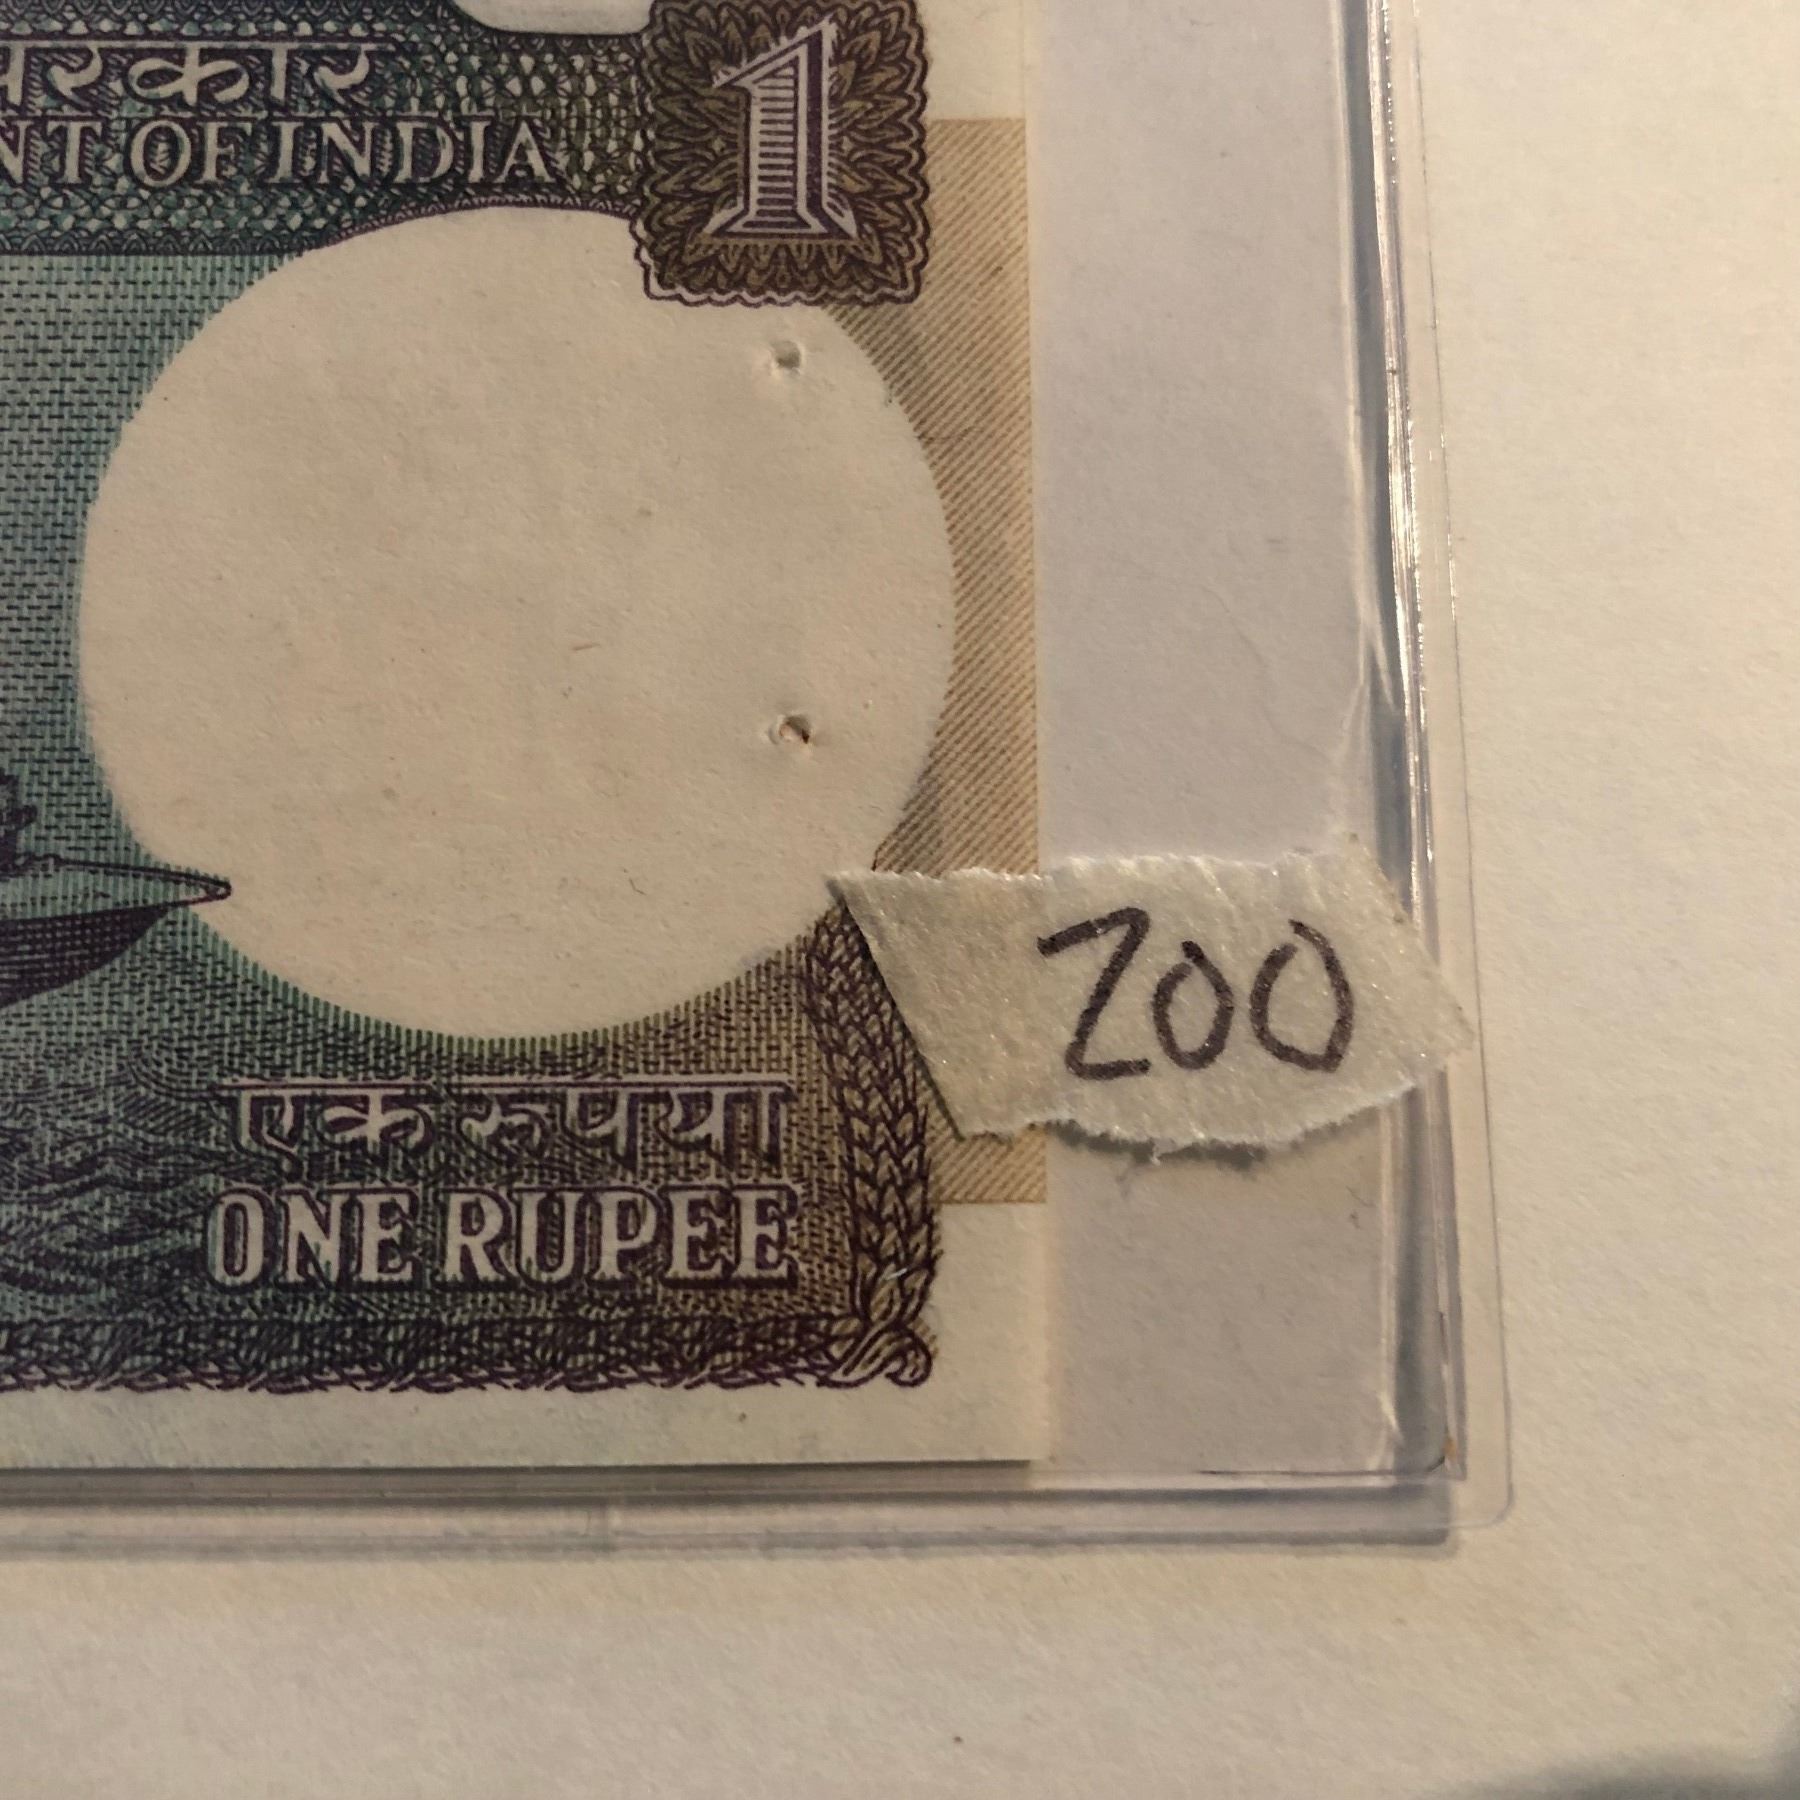 सरकार
NT OF INDIA
1
200
एक रुपया
ONE RUPEE